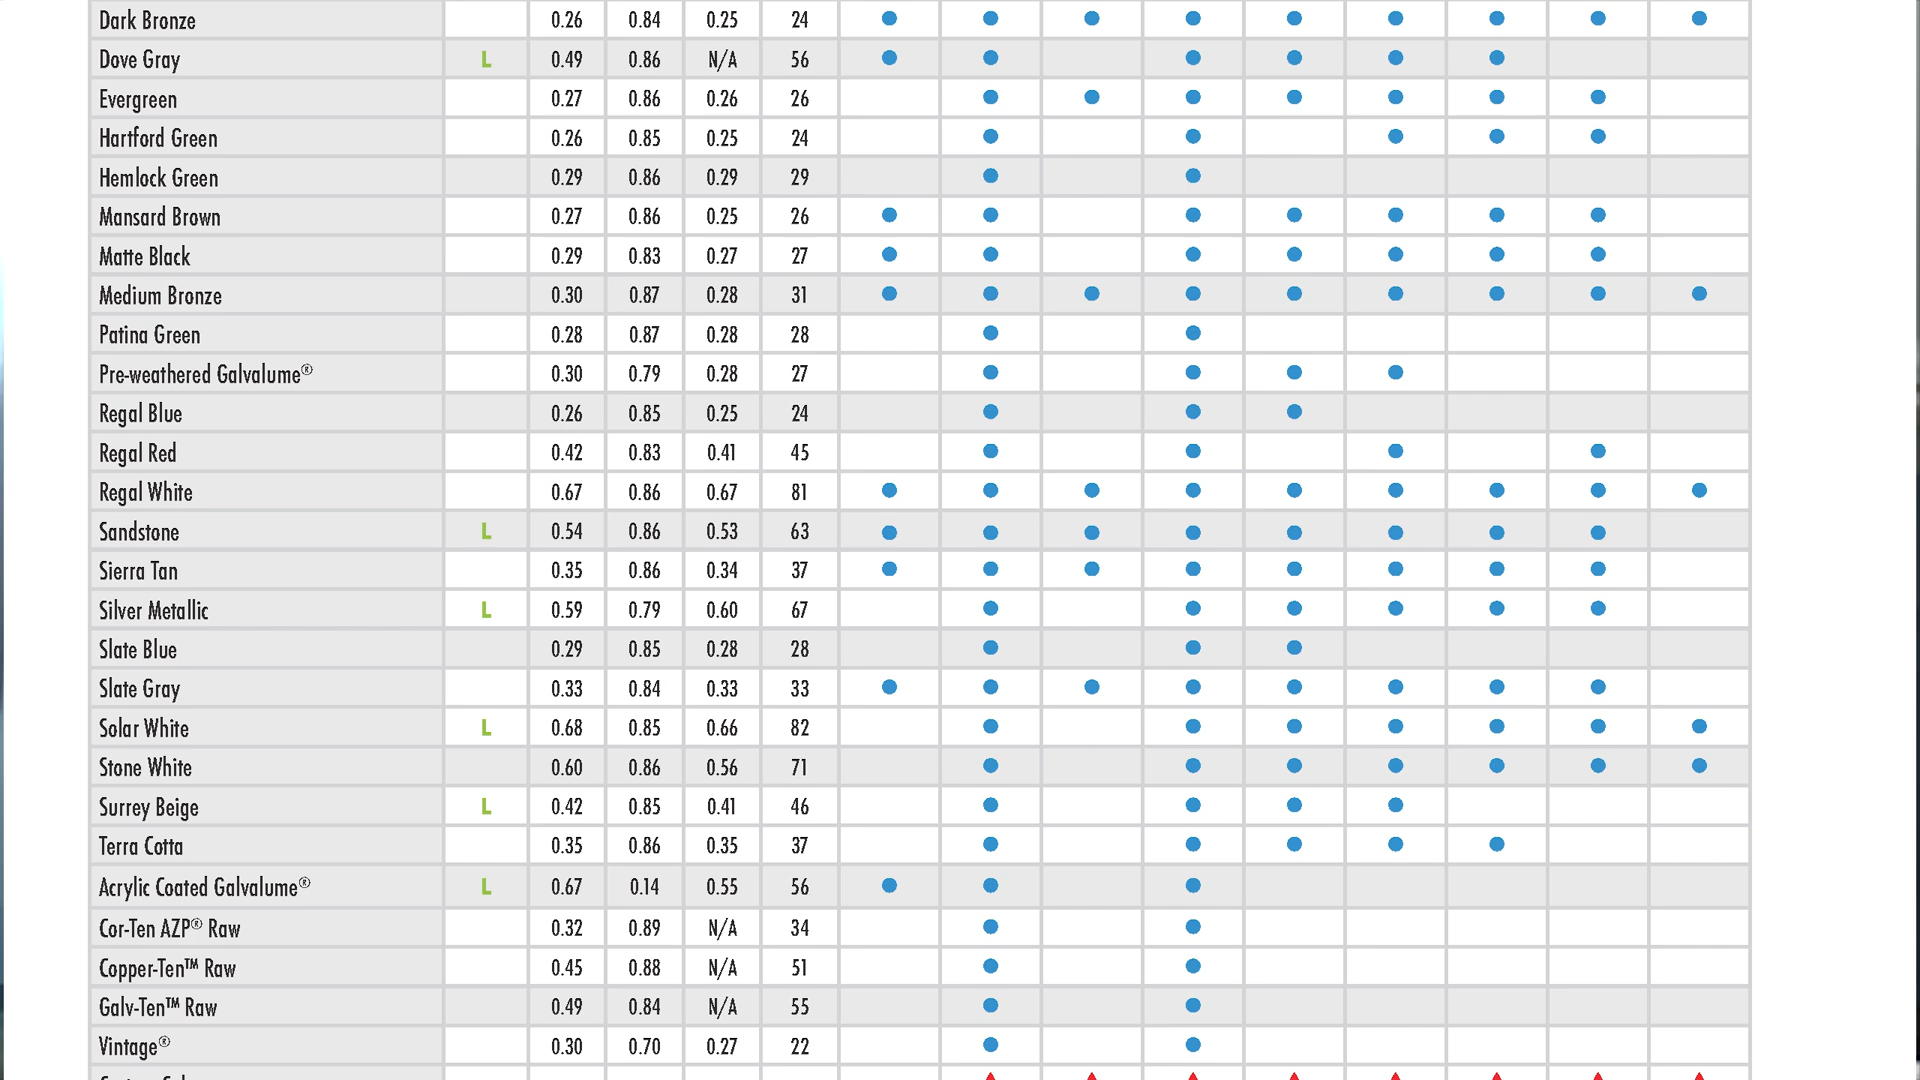 Dark Bronze 0.26 0.84 0.25 24
Dove Gray L 0.49 0.86 N/A 56
Evergreen 0.27 0.86 0.26 26
Hartford Green 0.26 0.85 0.25 24
Hemlock Green 0.29 0.86 0.29 29
Mansard Brown 0.27 0.86 0.25 26
Matte Black 0.29 0.83 0.27 27
Medium Bronze 0.30 0.87 0.28 31
Patina Green 0.28 0.87 0.28 28
Pre-weathered Galvalume® 0.30 0.79 0.28 27
Regal Blue 0.26 0.85 0.25 24
Regal Red 0.42 0.83 0.41 45
Regal White 0.67 0.86 0.67 81
Sandstone L 0.54 0.86 0.53 63
Sierra Tan 0.35 0.86 0.34 37
Silver Metallic L 0.59 0.79 0.60 67
Slate Blue 0.29 0.85 0.28 28
Slate Gray 0.33 0.84 0.33 33
Solar White L 0.68 0.85 0.66 82
Stone White 0.60 0.86 0.56 71
Surrey Beige L 0.42 0.85 0.41 46
Terra Cotta 0.35 0.86 0.35 37
Acrylic Coated Galvalume® L 0.67 0.14 0.55 56
Cor-Ten AZP® Raw 0.32 0.89 N/A 34
Copper-Ten™ Raw 0.45 0.88 N/A 51
Galv-Ten™ Raw 0.49 0.84 N/A 55
Vintage® 0.30 0.70 0.27 22